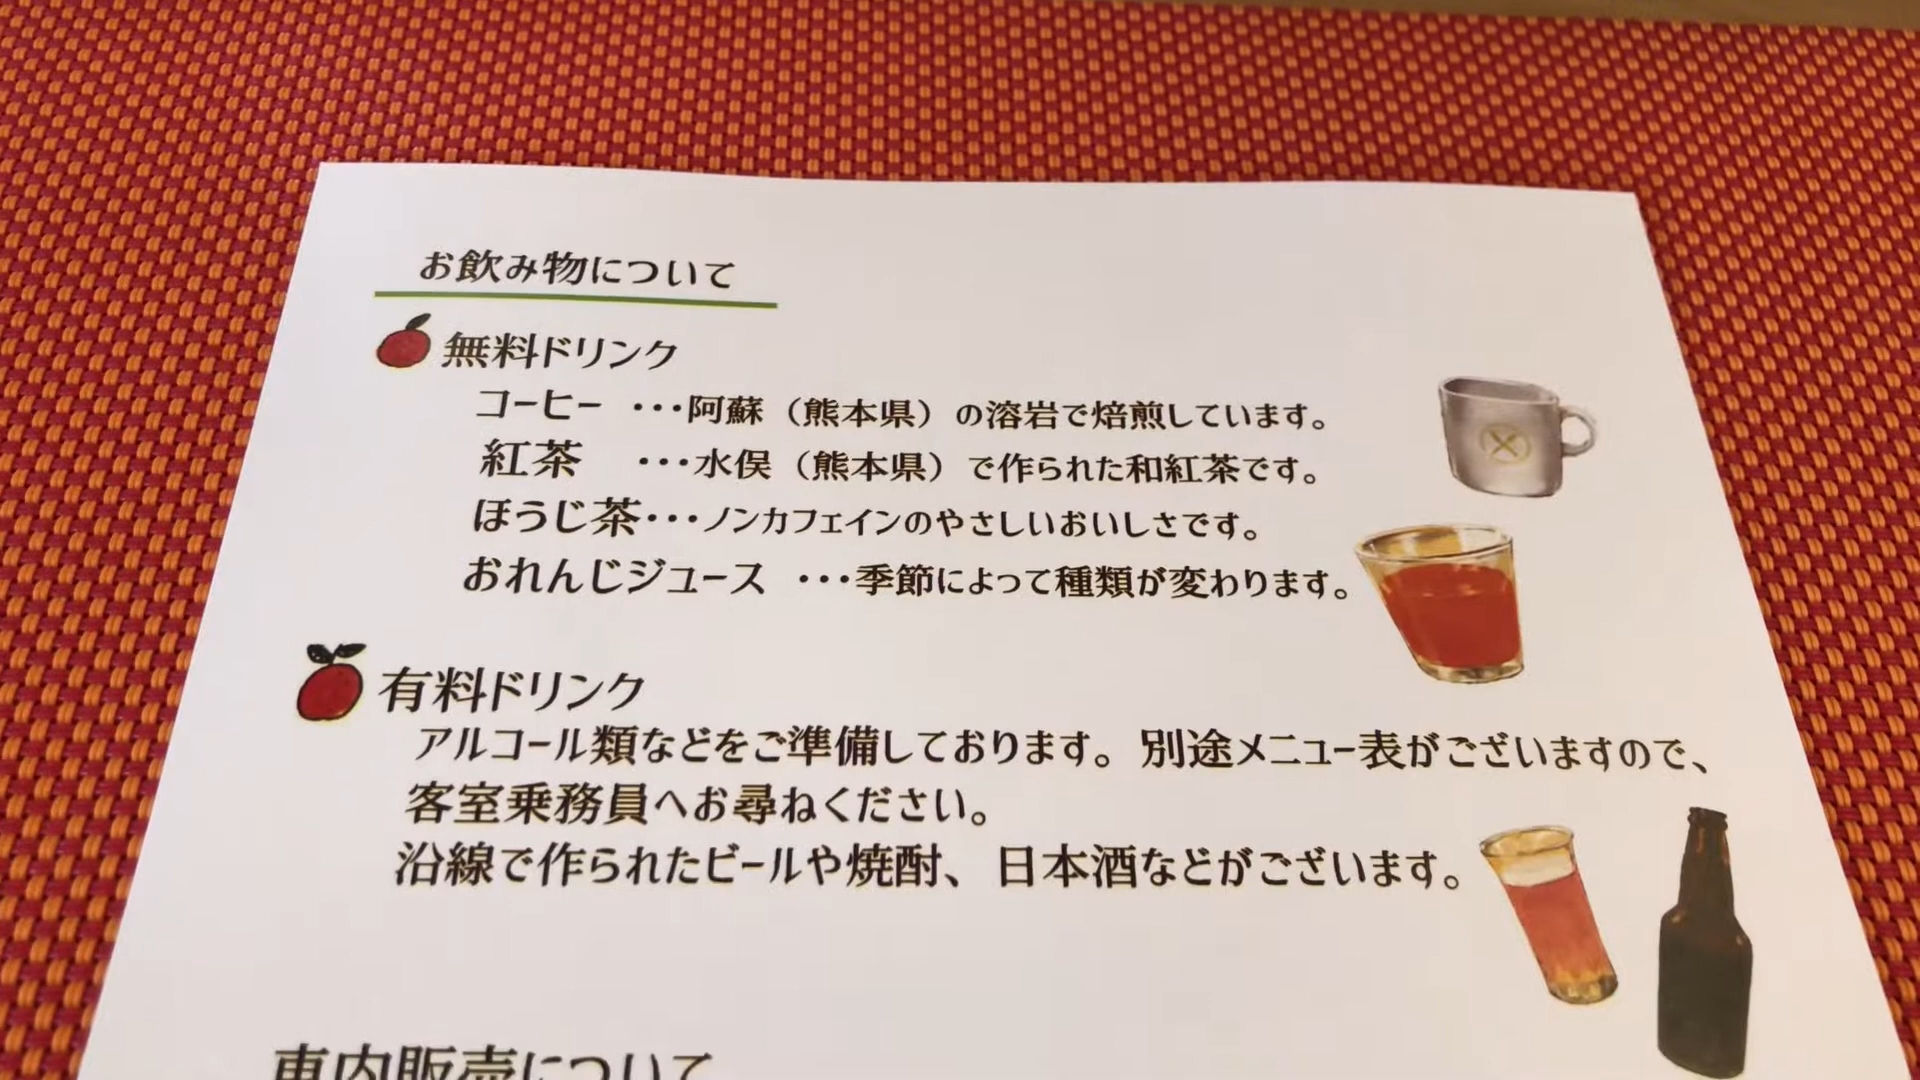 お飲み物について
無料ドリンク
コーヒー ・・・阿蘇（熊本県）の溶岩で焙煎しています。
紅茶 ・・・水俣（熊本県）で作られた和紅茶です。
ほうじ茶・・・ノンカフェインのやさしいおいしさです。
おれんじジュース ・・・季節によって種類が変わります。
有料ドリンク
アルコール類などをご準備しております。別途メニュー表がございますので、
客室乗務員へお尋ねください。
沿線で作られたビールや焼酎、日本酒などがございます。
車内販売について